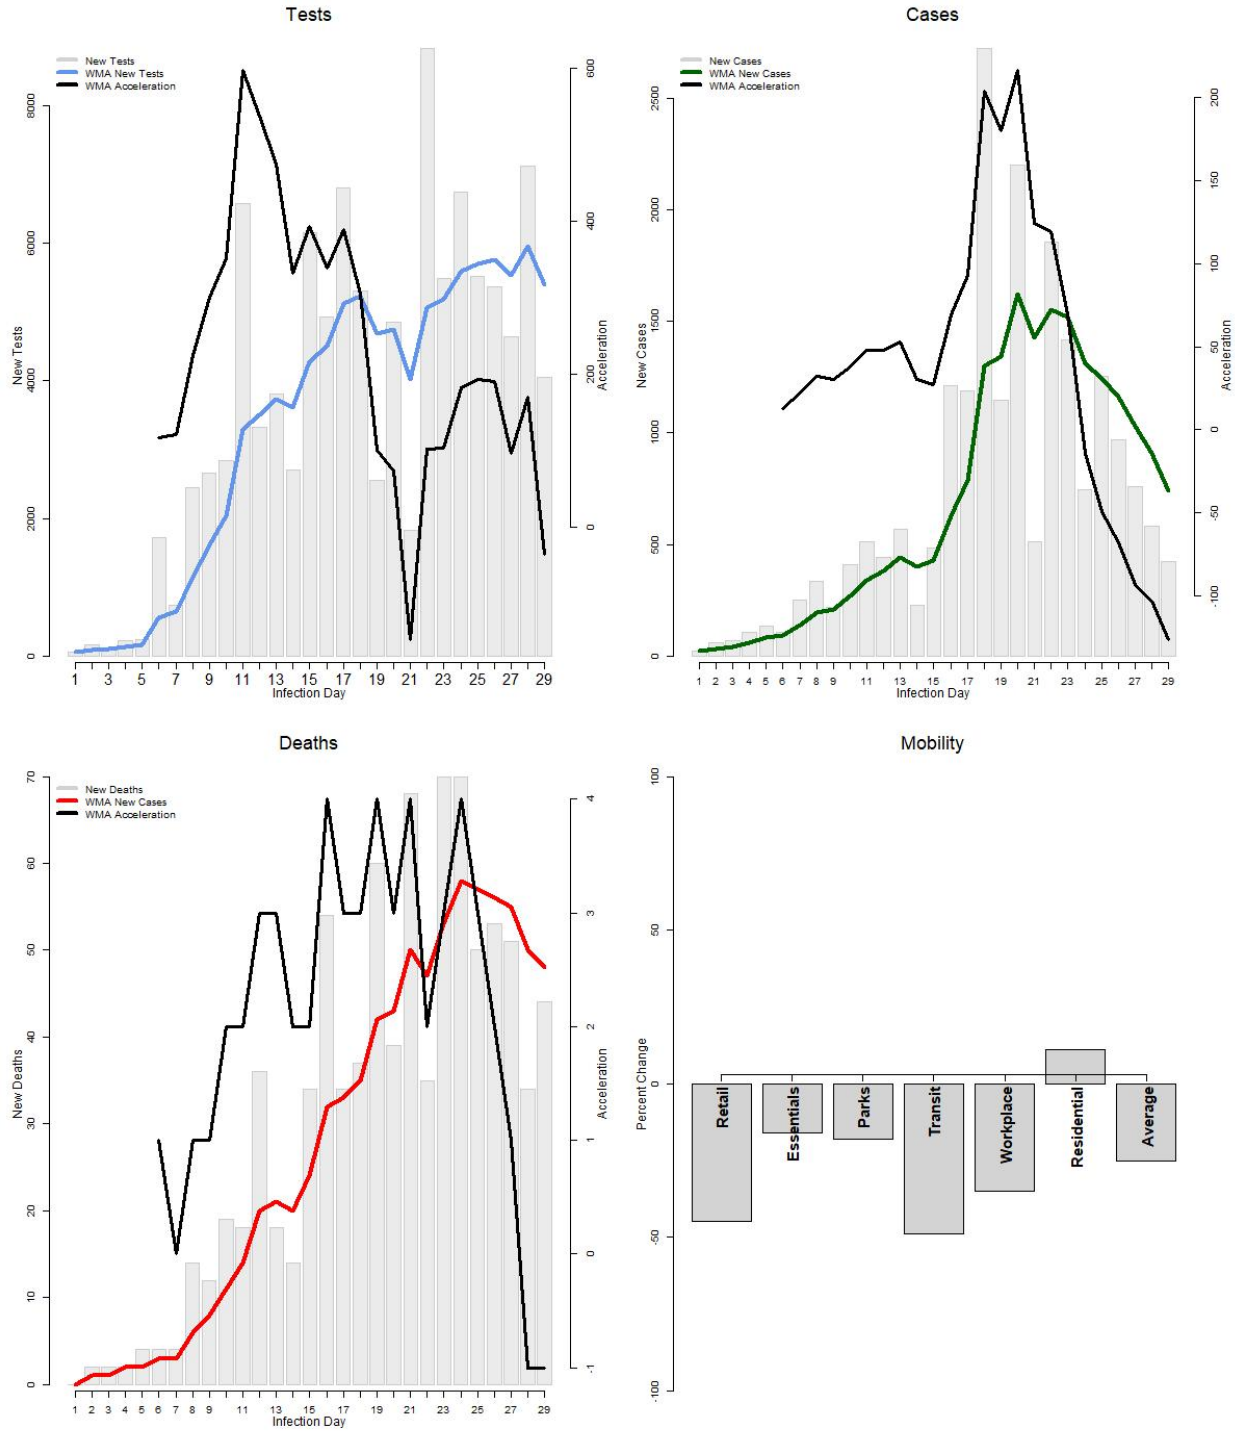 Tests
New Tests
WMA New Tests
WMA Acceleration
8000
6000
4000
2000
0
New Tests
600
400
200
0
Acceleration
1 2 3 5 7 9 11 13 15 17 19 21 23 25 27 29
Infection Day
Cases
New Cases
WMA New Cases
WMA Acceleration
2500
2000
1500
1000
500
0
New Cases
200
150
100
50
0
-50
-100
Acceleration
1 2 3 4 5 6 7 8 9 11 13 15 17 19 21 23 25 27 29
Infection Day
Deaths
New Deaths
WMA New Cases
WMA Acceleration
70
60
50
40
30
20
10
0
New Deaths
4
3
2
1
0
-1
Acceleration
1 2 3 4 5 6 7 8 9 11 13 15 17 19 21 23 25 27 29
Infection Day
Mobility
100
50
0
-50
-100
Percent Change
Retail
Essentials
Parks
Transit
Workplace
Residential
Average